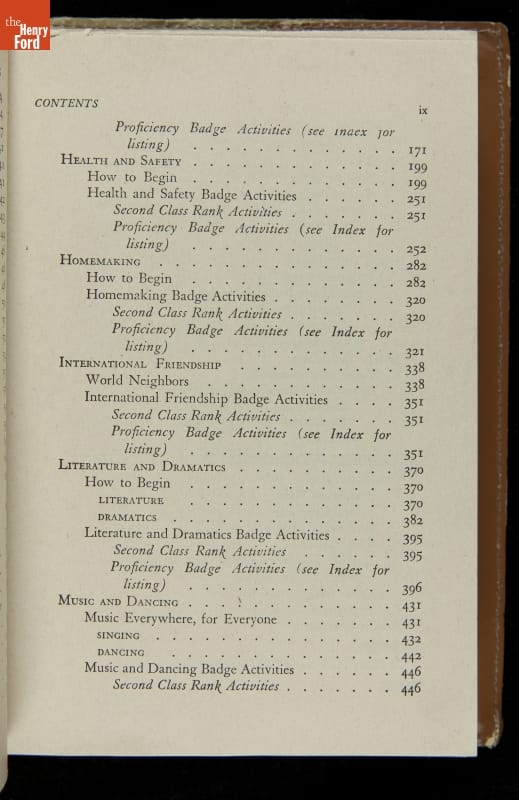 the
Henry
Ford
CONTENTS ix
Proficiency Badge Activities (see Index for
listing) . . . . . . . . . . . . . 171
HEALTH AND SAFETY . . . . . . . . . . . . . 199
How to Begin . . . . . . . . . . . . . 199
Health and Safety Badge Activities . . . . . . 251
Second Class Rank Activities . . . . . . . 251
Proficiency Badge Activities (see Index for
listing) . . . . . . . . . . . . . 252
HOMEMAKING . . . . . . . . . . . . . . . 282
How to Begin . . . . . . . . . . . . . 282
Homemaking Badge Activities . . . . . . . . 320
Second Class Rank Activities . . . . . . . 320
Proficiency Badge Activities (see Index for
listing) . . . . . . . . . . . . . 321
INTERNATIONAL FRIENDSHIP . . . . . . . . . . 338
World Neighbors . . . . . . . . . . . . 338
International Friendship Badge Activities . . . . 351
Second Class Rank Activities . . . . . . . 351
Proficiency Badge Activities (see Index for
listing) . . . . . . . . . . . . . 351
LITERATURE AND DRAMATICS . . . . . . . . . . 370
How to Begin . . . . . . . . . . . . . 370
LITERATURE . . . . . . . . . . . . . 370
DRAMATICS . . . . . . . . . . . . . . 382
Literature and Dramatics Badge Activities . . . . 395
Second Class Rank Activities . . . . . . 395
Proficiency Badge Activities (see Index for
listing) . . . . . . . . . . . . . 396
MUSIC AND DANCING . . . . . . . . . . . . . 431
Music Everywhere, for Everyone . . . . . . . 431
SINGING . . . . . . . . . . . . . . . 432
DANCING . . . . . . . . . . . . . . 442
Music and Dancing Badge Activities . . . . . . 446
Second Class Rank Activities . . . . . . . 446